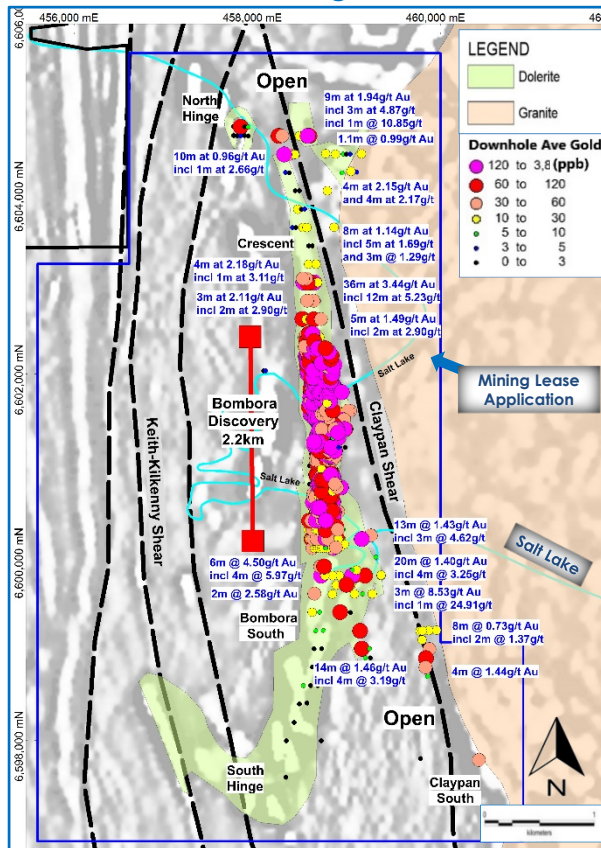 456,000 mE
458,000 mE
460,000 mE
46
6,606,
6,604,000 mN
6,602,000 mN
6,600,000 mN
6,598,000 mN
LEGEND
Dolerite
Granite
Downhole Ave Gold
120 to 3,8 (ppb)
60 to 120
30 to 60
10 to 30
5 to 10
3 to 5
0 to 3
Open
North
Hinge
9m at 1.94g/t Au
incl 3m at 4.87g/t
incl 1m @ 10.85g/t
1.1m @ 0.99g/t Au
10m at 0.96g/t Au
incl 1m at 2.66g/t
4m at 2.15g/t Au
and 4m at 2.17g/t
Crescent
8m at 1.14g/t Au
incl 5m at 1.69g/t
and 3m @ 1.29g/t
4m at 2.18g/t Au
incl 1m at 3.11g/t
3m at 2.11g/t Au
incl 2m at 2.90g/t
36m at 3.44g/t Au
incl 12m at 5.23g/t
5m at 1.49g/t Au
incl 2m at 2.90g/t
Salt Lake
Mining Lease
Application
Bombora
Discovery
2.2km
Keith-Kilkenny Shear
Claypan Shear
Salt Lake
Salt Lake
13m @ 1.43g/t Au
incl 3m @ 4.62g/t
6m @ 4.50g/t Au
incl 4m @ 5.97g/t
2m @ 2.58g/t Au
20m @ 1.40g/t Au
incl 4m @ 3.25g/t
3m @ 8.53g/t Au
incl 1m @ 24.91g/t
Bombora
South
8m @ 0.73g/t Au
incl 2m @ 1.37g/t
14m @ 1.46g/t Au
incl 4m @ 3.19g/t
4m @ 1.44g/t Au
Open
South
Hinge
Claypan
South
N
0 1
kilometers